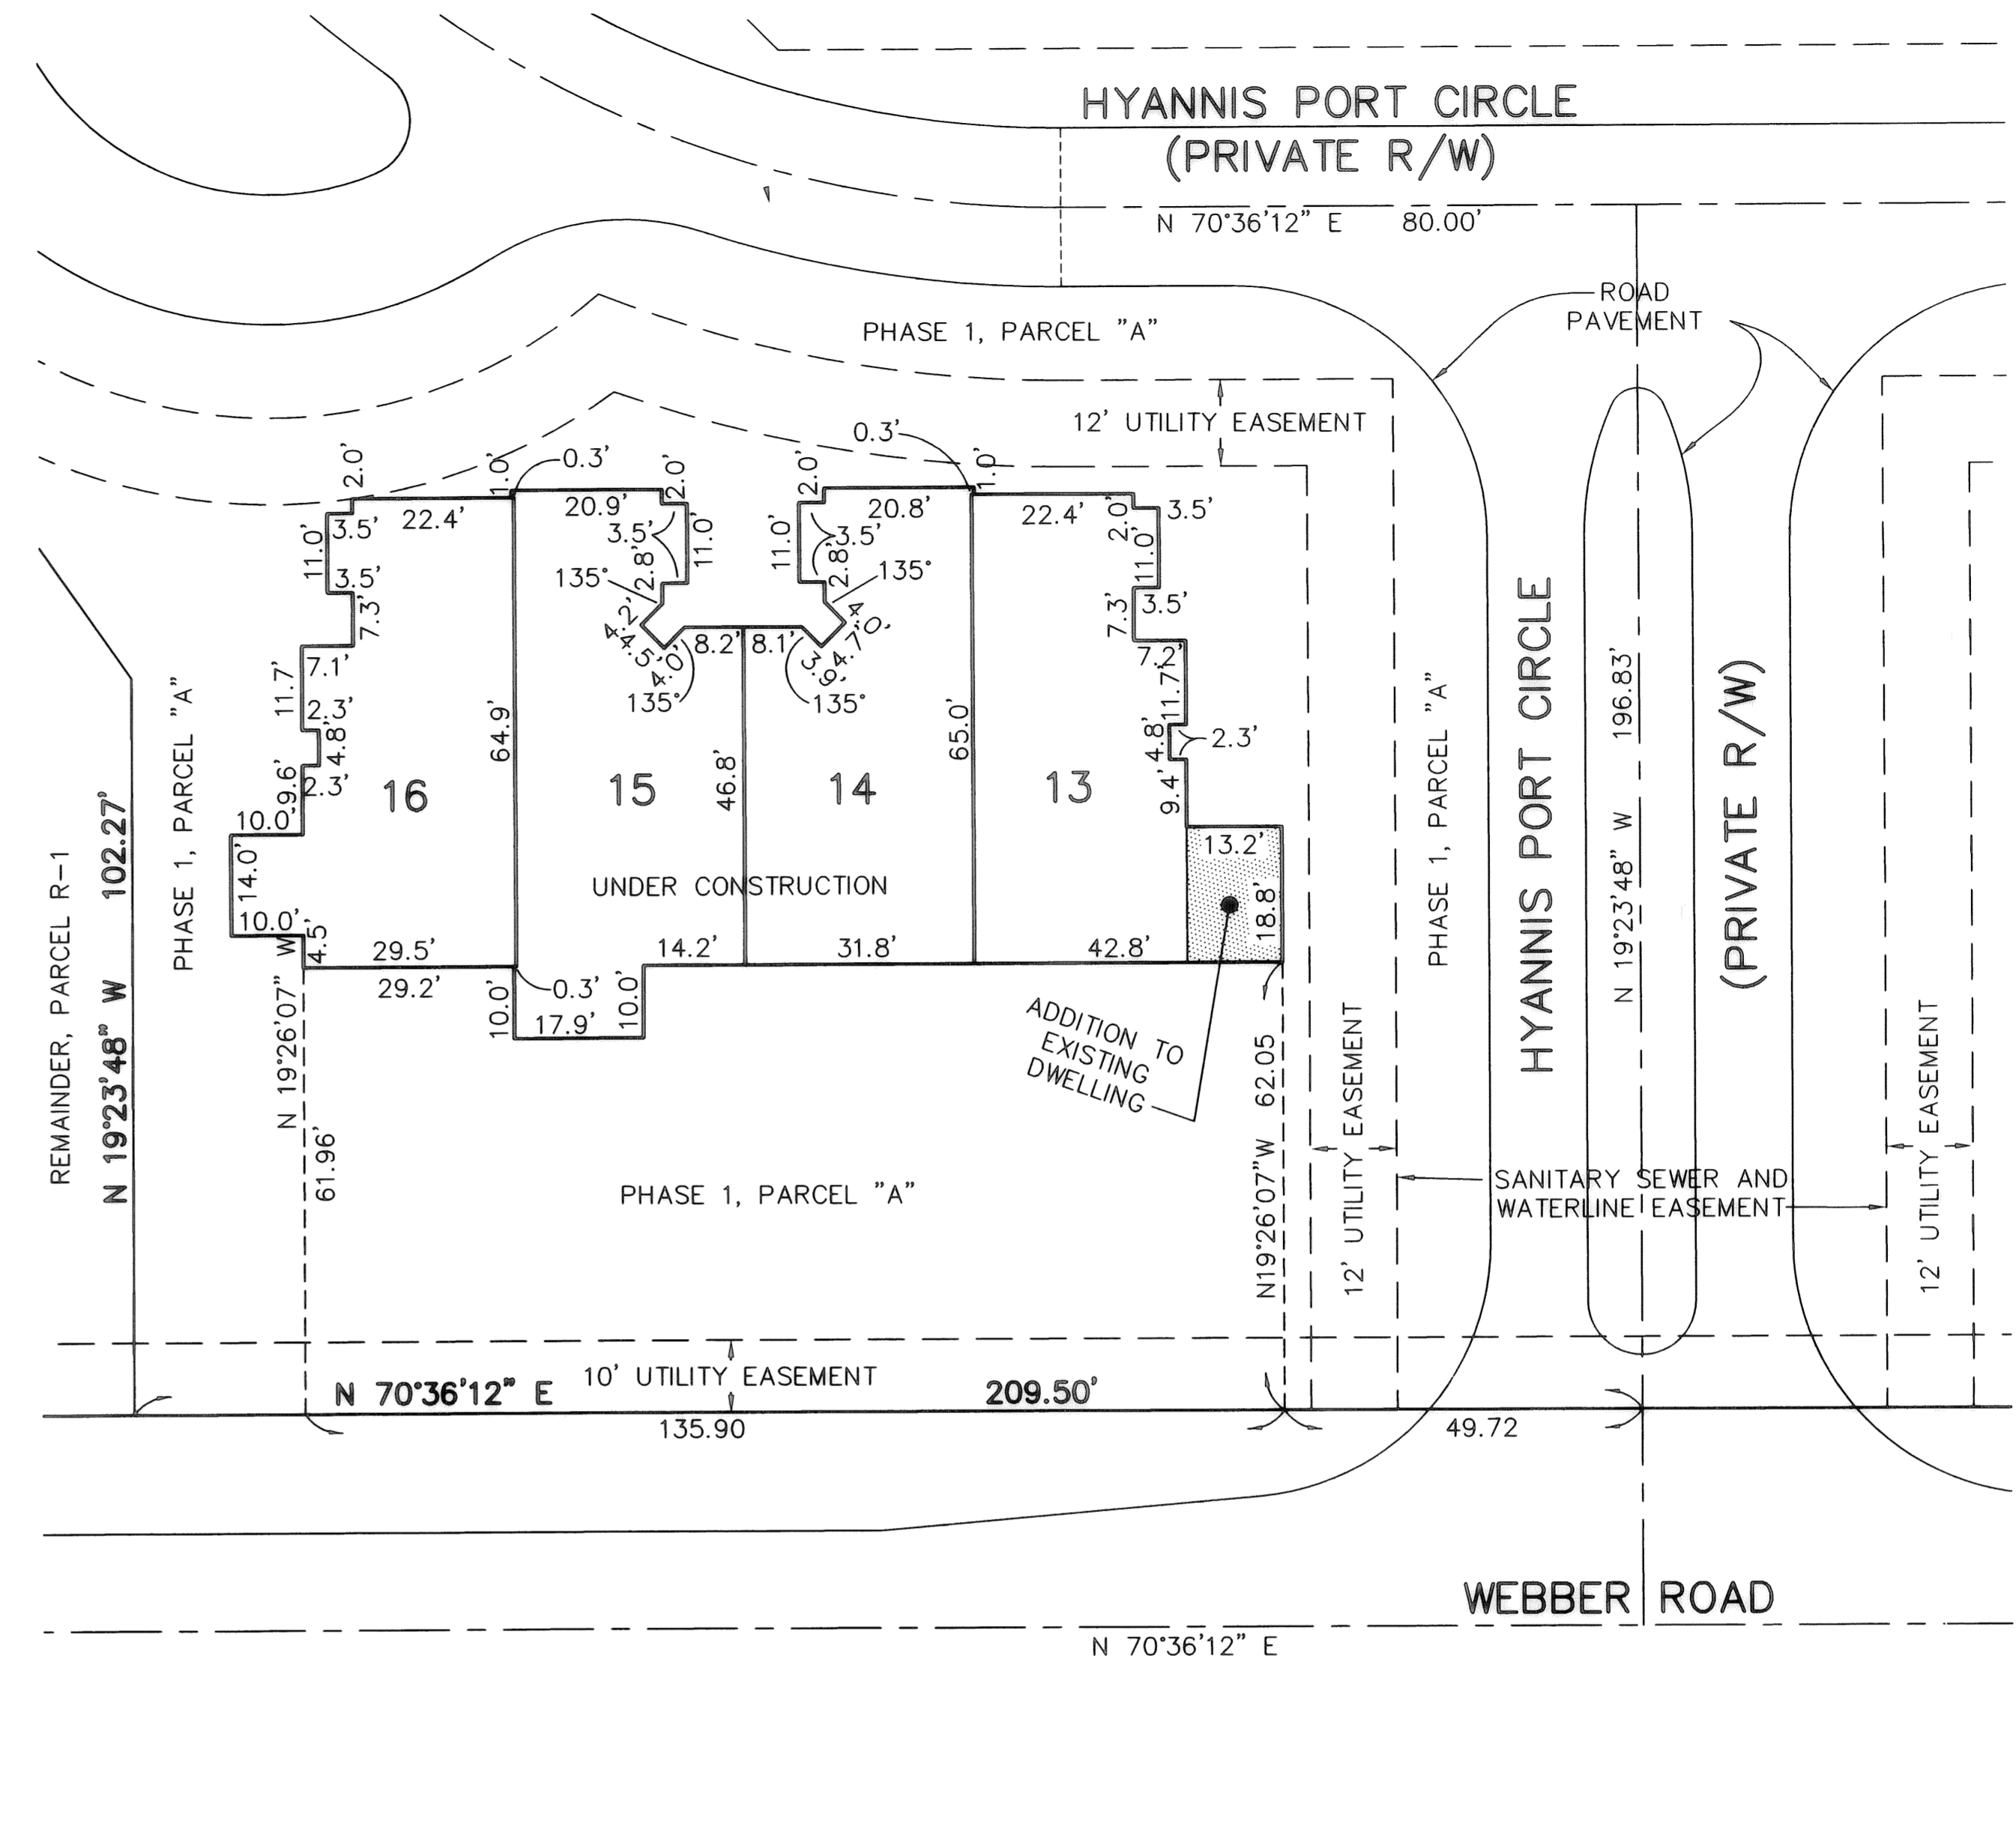 HYANNIS PORT CIRCLE
(PRIVATE R/W)
N 70°36'12" E 80.00'
ROAD
PAVEMENT
PHASE 1, PARCEL "A"
12' UTILITY EASEMENT
0.3'
2.0'
1.0'
0.3'
2.0'
2.0'
1.0'
3.5'
22.4'
20.9'
3.5'
11.0'
11.0'
20.8'
3.5'
22.4'
2.0'
3.5'
11.0'
11.0'
3.5'
7.3'
135°
2.8'
2.8'
135°
7.3'
3.5'
4.2'
4.5'
4.0'
8.2'
8.1'
3.9'
4.7'
4.0'
135°
135°
7.1'
11.7'
2.3'
4.8'
2.3'
9.6'
7.2'
11.7'
4.8'
2.3'
9.4'
64.9'
46.8'
65.0'
16
15
14
13
10.0'
14.0'
10.0'
4.5'
UNDER CONSTRUCTION
13.2'
18.8'
29.5'
14.2'
31.8'
42.8'
29.2'
0.3'
10.0'
17.9'
10.0'
ADDITION TO
EXISTING
DWELLING
REMAINDER, PARCEL R-1
N 19°23'48" W 102.27'
PHASE 1, PARCEL "A"
N 19°26'07" W
61.96'
PHASE 1, PARCEL "A"
N19°26'07"W 62.05
12' UTILITY EASEMENT
PHASE 1, PARCEL "A"
HYANNIS PORT CIRCLE
N 19°23'48" W 196.83'
(PRIVATE R/W)
SANITARY SEWER AND
WATERLINE EASEMENT
12' UTILITY EASEMENT
10' UTILITY EASEMENT
N 70°36'12" E 209.50'
135.90
49.72
WEBBER ROAD
N 70°36'12" E